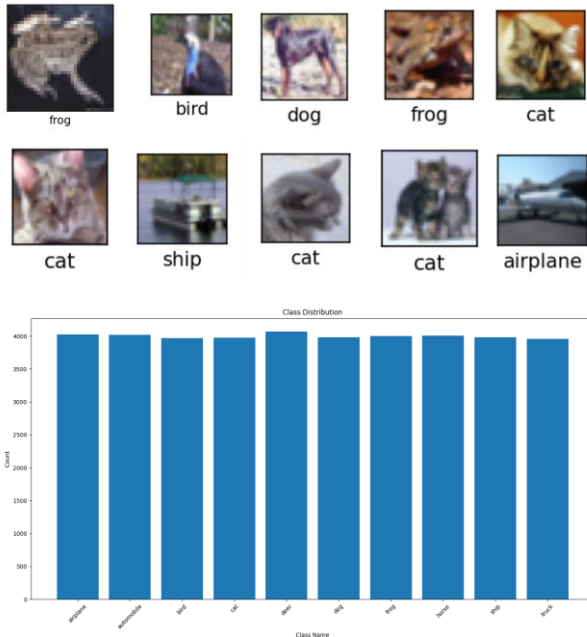 frog
bird
dog
frog
cat
cat
ship
cat
cat
airplane
Class Distribution
Count
4000
3500
3000
2500
2000
1500
1000
500
0
airplane
automobile
bird
cat
deer
dog
frog
horse
ship
truck
Class Name